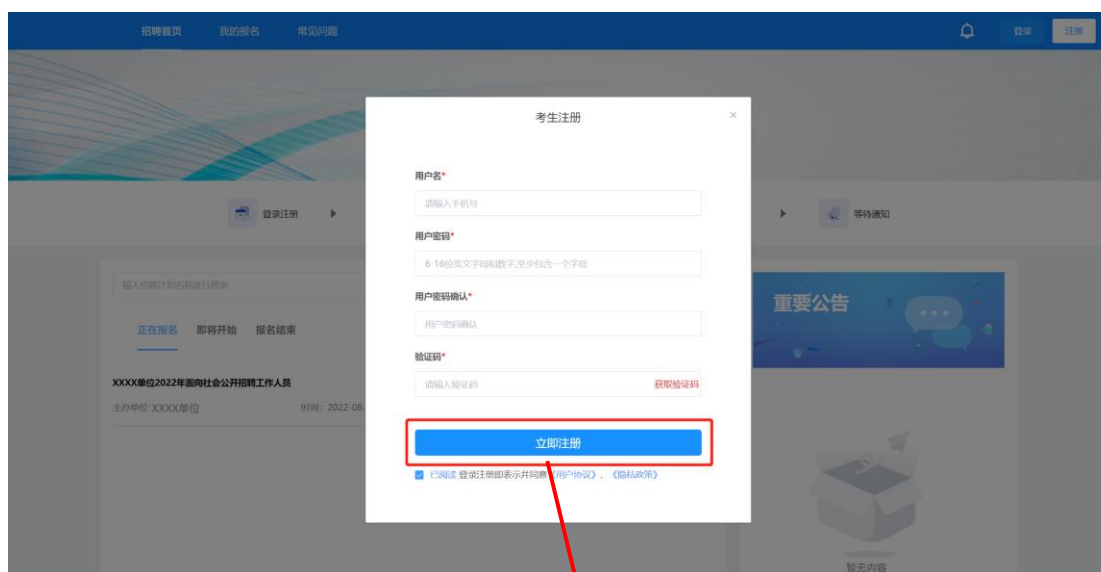 招聘首页 我的报名 常见问题 登录 注册
考生注册
用户名*
请输入手机号
登录注册 等待通知
用户密码*
6-16位英文字母和数字,至少包含一个字母
输入招聘计划名称进行搜索
用户密码确认*
用户密码确认
重要公告
正在报名 即将开始 报名结束
验证码*
请输入验证码 获取验证码
XXXX单位2022年面向社会公开招聘工作人员
主办单位:XXXX单位 时间：2022-08-
立即注册
已阅读 登录注册即表示并同意《用户协议》、《隐私政策》
暂无内容